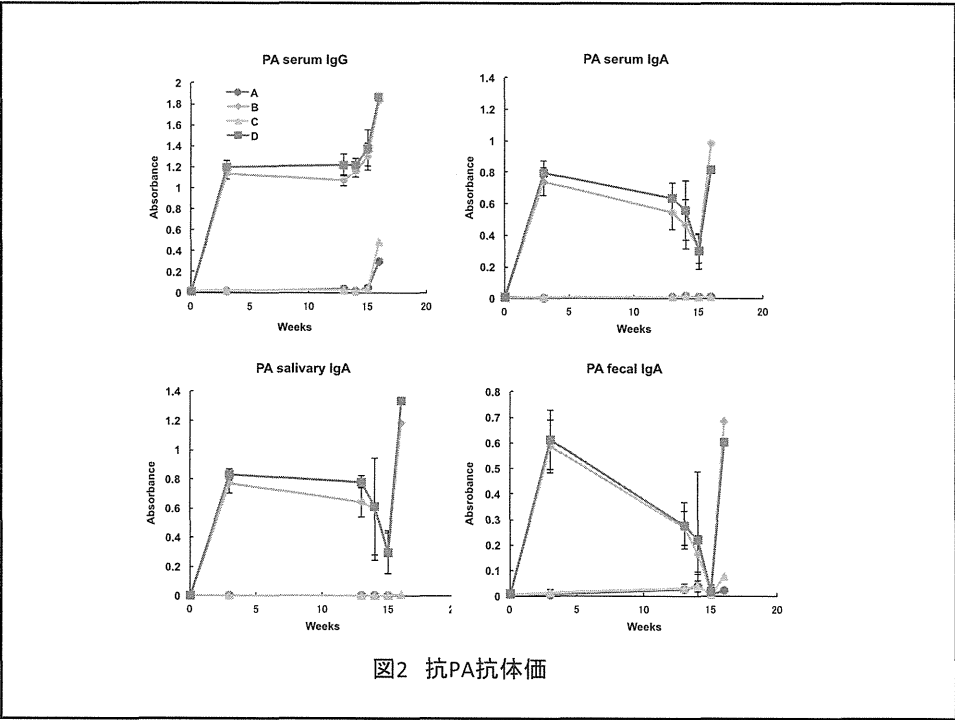 PA serum IgG
2
1.8
1.6
1.4
1.2
1
0.8
0.6
0.4
0.2
0
Absorbance
A
B
C
D
0 5 10 15 20
Weeks
PA serum IgA
1.4
1.2
1
0.8
0.6
0.4
0.2
0
Absorbance
0 5 10 15 20
Weeks
PA salivary IgA
1.4
1.2
1
0.8
0.6
0.4
0.2
0
Absorbance
0 5 10 15
Weeks
PA fecal IgA
0.8
0.7
0.6
0.5
0.4
0.3
0.2
0.1
0
Absrobance
0 5 10 15 20
Weeks
図2 抗PA抗体価